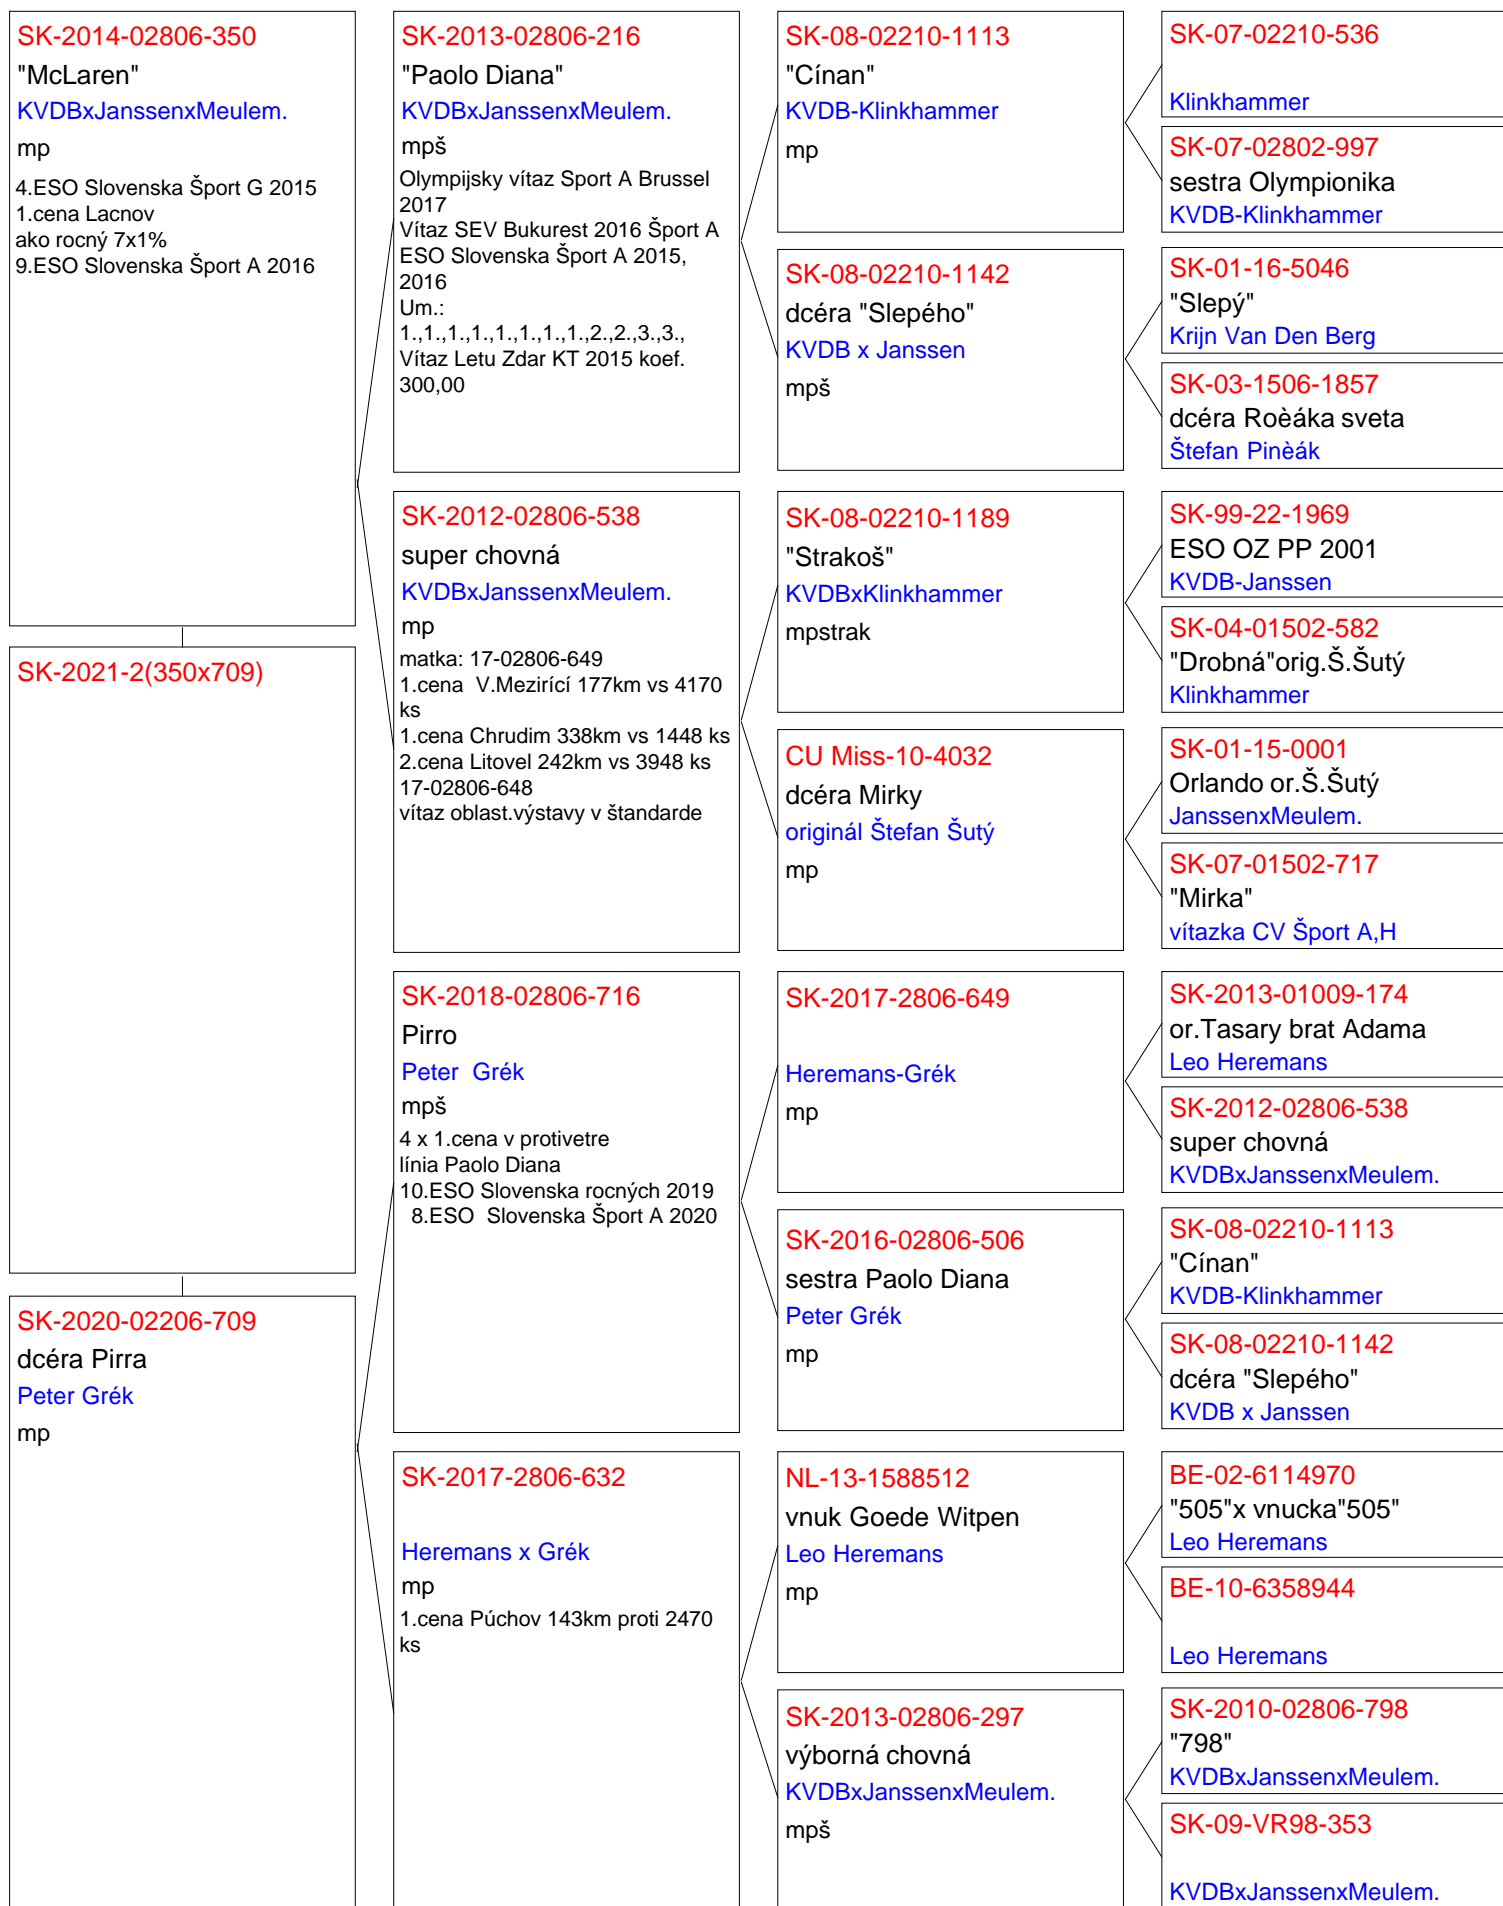 SK-2014-02806-350
"McLaren"
KVDBxJanssenxMeulem.
mp
4.ESO Slovenska Šport G 2015
1.cena Lacnov
ako rocný 7x1%
9.ESO Slovenska Šport A 2016
SK-2021-2(350x709)
SK-2020-02206-709
dcéra Pirra
Peter Grék
mp
SK-2013-02806-216
"Paolo Diana"
KVDBxJanssenxMeulem.
mpš
Olympijsky vítaz Sport A Brussel
2017
Vítaz SEV Bukurest 2016 Šport A
ESO Slovenska Šport A 2015,
2016
Um.:
1.,1.,1.,1.,1.,1.,1.,1.,2.,2.,3.,3.,
Vítaz Letu Zdar KT 2015 koef.
300,00
SK-2012-02806-538
super chovná
KVDBxJanssenxMeulem.
mp
matka: 17-02806-649
1.cena  V.Mezirící 177km vs 4170
ks
1.cena Chrudim 338km vs 1448 ks
2.cena Litovel 242km vs 3948 ks
17-02806-648
vítaz oblast.výstavy v štandarde
SK-2018-02806-716
Pirro
Peter  Grék
mpš
4 x 1.cena v protivetre
línia Paolo Diana
10.ESO Slovenska rocných 2019
8.ESO  Slovenska Šport A 2020
SK-2017-2806-632
Heremans x Grék
mp
1.cena Púchov 143km proti 2470
ks
SK-08-02210-1113
"Cínan"
KVDB-Klinkhammer
mp
SK-08-02210-1142
dcéra "Slepého"
KVDB x Janssen
mpš
SK-08-02210-1189
"Strakoš"
KVDBxKlinkhammer
mpstrak
CU Miss-10-4032
dcéra Mirky
originál Štefan Šutý
mp
SK-2017-2806-649
Heremans-Grék
mp
SK-2016-02806-506
sestra Paolo Diana
Peter Grék
mp
NL-13-1588512
vnuk Goede Witpen
Leo Heremans
mp
SK-2013-02806-297
výborná chovná
KVDBxJanssenxMeulem.
mpš
SK-07-02210-536
Klinkhammer
SK-07-02802-997
sestra Olympionika
KVDB-Klinkhammer
SK-01-16-5046
"Slepý"
Krijn Van Den Berg
SK-03-1506-1857
dcéra Roèáka sveta
Štefan Pinèák
SK-99-22-1969
ESO OZ PP 2001
KVDB-Janssen
SK-04-01502-582
"Drobná"orig.Š.Šutý
Klinkhammer
SK-01-15-0001
Orlando or.Š.Šutý
JanssenxMeulem.
SK-07-01502-717
"Mirka"
vítazka CV Šport A,H
SK-2013-01009-174
or.Tasary brat Adama
Leo Heremans
SK-2012-02806-538
super chovná
KVDBxJanssenxMeulem.
SK-08-02210-1113
"Cínan"
KVDB-Klinkhammer
SK-08-02210-1142
dcéra "Slepého"
KVDB x Janssen
BE-02-6114970
"505"x vnucka"505"
Leo Heremans
BE-10-6358944
Leo Heremans
SK-2010-02806-798
"798"
KVDBxJanssenxMeulem.
SK-09-VR98-353
KVDBxJanssenxMeulem.